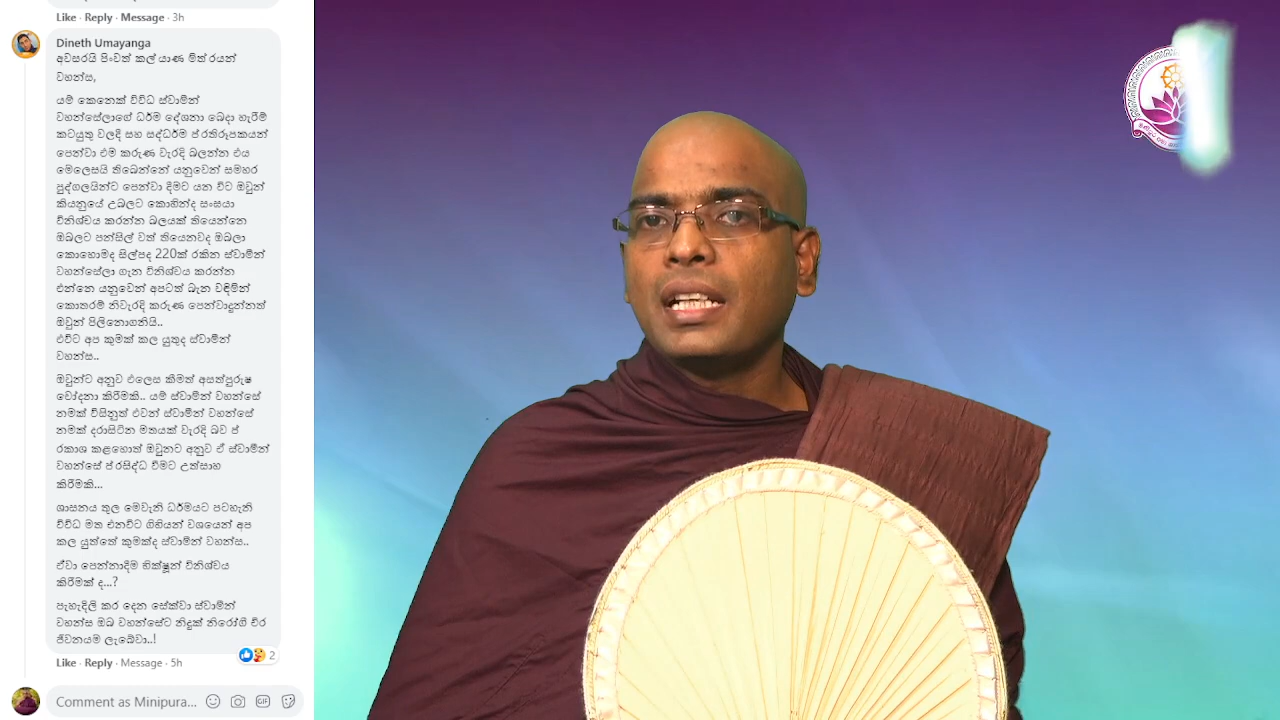 Like · Reply · Message · 3h
Dineth Umayanga
අවසරයි පිංවත් කල් යාණ මිත් රයන්
වහන්ස,
යම් කෙනෙක් විවිධ ස්වාමින්
වහන්සේලාගේ ධර්ම දේශනා බෙදා හැරීම්
කටයුතු වලදී සහ සද්ධර්ම ප් රතිරූපකයන්
පෙන්වා එම කරුණ වැරදි බලන්න එය
මෙලෙසයි තිබෙන්නේ යනුවෙන් සමහර
පුද්ගලයින්ට පෙන්වා දීමට යන විට ඔවුන්
කියනුයේ උබලට කොහින්ද සංඝයා
විනිශ්චය කරන්න බලයක් තියෙන්නෙ
ඔබලට පන්සිල් වත් තියෙනවද ඔබලා
කොහොමද සිල්පද 220ක් රකින ස්වාමින්
වහන්සේලා ගැන විනිශ්චය කරන්න
එන්නෙ යනුවෙන් අපටත් බැන වඳිමින්
කොතරම් නිවැරදි කරුණ පෙන්වාදුන්නත්
ඔවුන් පිලිනොගනියි..
එවිට අප කුමක් කල යුතුද ස්වාමීන්
වහන්ස..
ඔවුන්ට අනුව එලෙස කීමත් අසත්පුරුෂ
චෝදනා කිරීමකි.. යම් ස්වාමින් වහන්සේ
නමක් විසිනුත් එවන් ස්වාමින් වහන්සේ
නමක් දරාසිටින මතයක් වැරදි බව ප්
රකාශ කළහොත් ඔවුනට අනුව ඒ ස්වාමීන්
වහන්සේ ප් රසිද්ධ වීමට උත්සාහ
කිරීමකි...
ශාසනය තුල මෙවැනි ධර්මයට පටහැනි
විවිධ මත එනවිට ගිහියන් වශයෙන් අප
කල යුත්තේ කුමක්ද ස්වාමීන් වහන්ස..
ඒවා පෙන්නාදීම භික්ෂූන් විනිශ්චය
කිරීමක් ද...?
පැහැඳිලි කර දෙන සේක්වා ස්වාමීන්
වහන්ස ඔබ වහන්සේට නිදුක් නිරෝගී චිර
ජීවනයම ලැබේවා..!
2
Like · Reply · Message · 5h
Comment as Minipura...
GIF